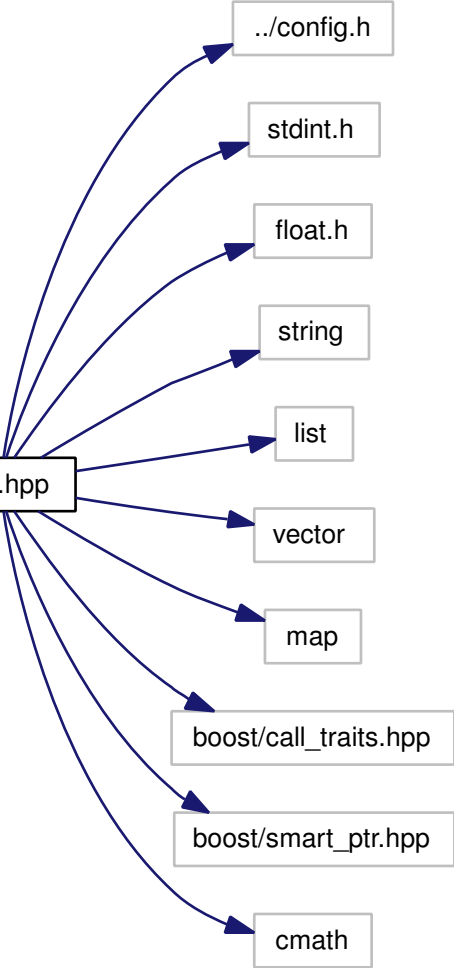 ../config.h
stdint.h
float.h
string
list
.hpp
vector
map
boost/call_traits.hpp
boost/smart_ptr.hpp
cmath